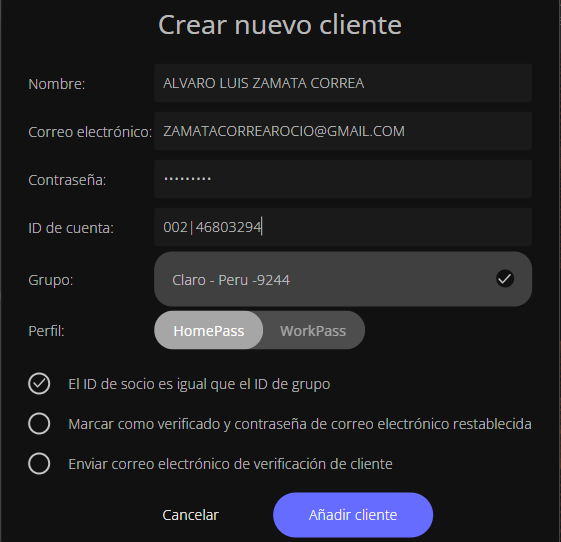 Crear nuevo cliente
Nombre: ALVARO LUIS ZAMATA CORREA
Correo electrónico: ZAMATACORREAROCIO@GMAIL.COM
Contraseña: •••••••••
ID de cuenta: 002|46803294
Grupo: Claro - Peru -9244
Perfil: HomePass WorkPass
El ID de socio es igual que el ID de grupo
Marcar como verificado y contraseña de correo electrónico restablecida
Enviar correo electrónico de verificación de cliente
Cancelar Añadir cliente